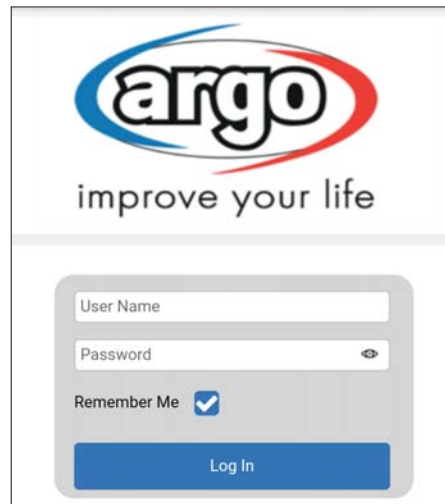 argo
improve your life
User Name
Password
Remember Me
Log In